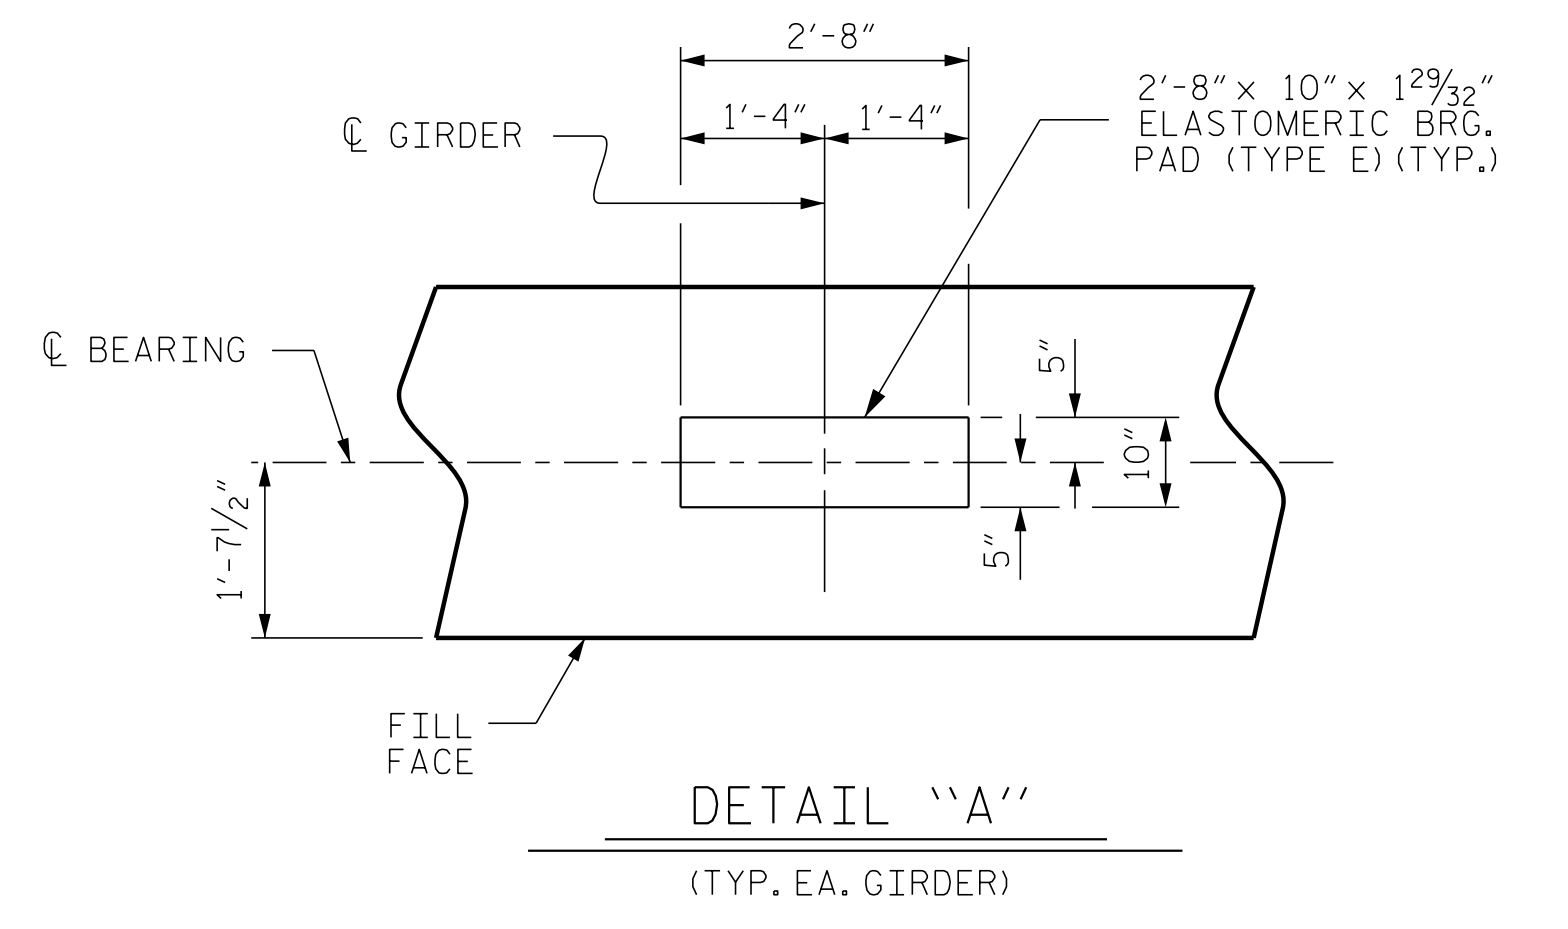 2'-8"
1'-4" 1'-4"
℄ GIRDER
2'-8" x 10" x 1 29/32"
ELASTOMERIC BRG.
PAD (TYPE E)(TYP.)
℄ BEARING
5"
10"
5"
1'-7 1/2"
FILL
FACE
DETAIL "A"
(TYP. EA. GIRDER)